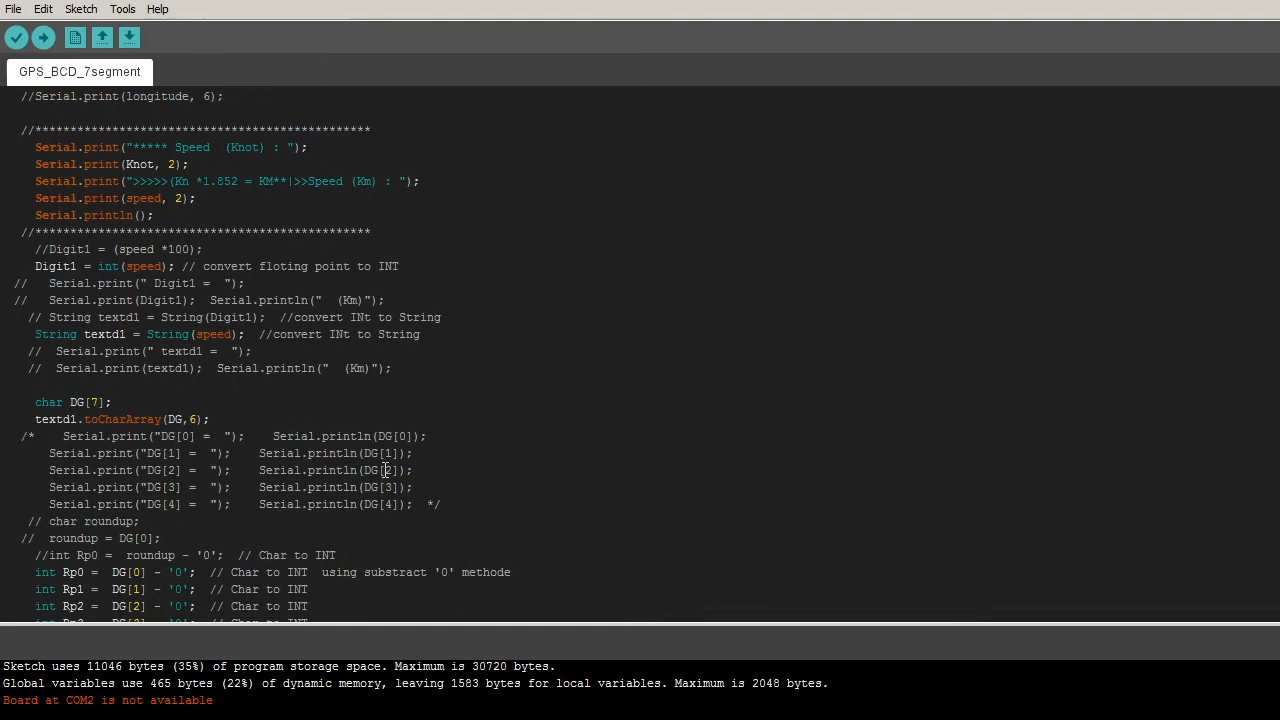 File Edit Sketch Tools Help
GPS_BCD_7segment
//Serial.print(longitude, 6);
//************************************************
Serial.print("***** Speed  (Knot) : ");
Serial.print(Knot, 2);
Serial.print(">>>>>(Kn *1.852 = KM**|>>Speed (Km) : ");
Serial.print(speed, 2);
Serial.println();
//************************************************
//Digit1 = (speed *100);
Digit1 = int(speed); // convert floting point to INT
//   Serial.print(" Digit1 =  ");
//   Serial.print(Digit1);  Serial.println("  (Km)");
// String textd1 = String(Digit1);  //convert INt to String
String textd1 = String(speed);  //convert INt to String
//  Serial.print(" textd1 =  ");
//  Serial.print(textd1);  Serial.println("  (Km)");
char DG[7];
textd1.toCharArray(DG,6);
/*    Serial.print("DG[0] =  ");    Serial.println(DG[0]);
Serial.print("DG[1] =  ");    Serial.println(DG[1]);
Serial.print("DG[2] =  ");    Serial.println(DG[2]);
Serial.print("DG[3] =  ");    Serial.println(DG[3]);
Serial.print("DG[4] =  ");    Serial.println(DG[4]);  */
// char roundup;
//  roundup = DG[0];
//int Rp0 =  roundup - '0';  // Char to INT
int Rp0 =  DG[0] - '0';  // Char to INT  using substract '0' methode
int Rp1 =  DG[1] - '0';  // Char to INT
int Rp2 =  DG[2] - '0';  // Char to INT
Sketch uses 11046 bytes (35%) of program storage space. Maximum is 30720 bytes.
Global variables use 465 bytes (22%) of dynamic memory, leaving 1583 bytes for local variables. Maximum is 2048 bytes.
Board at COM2 is not available